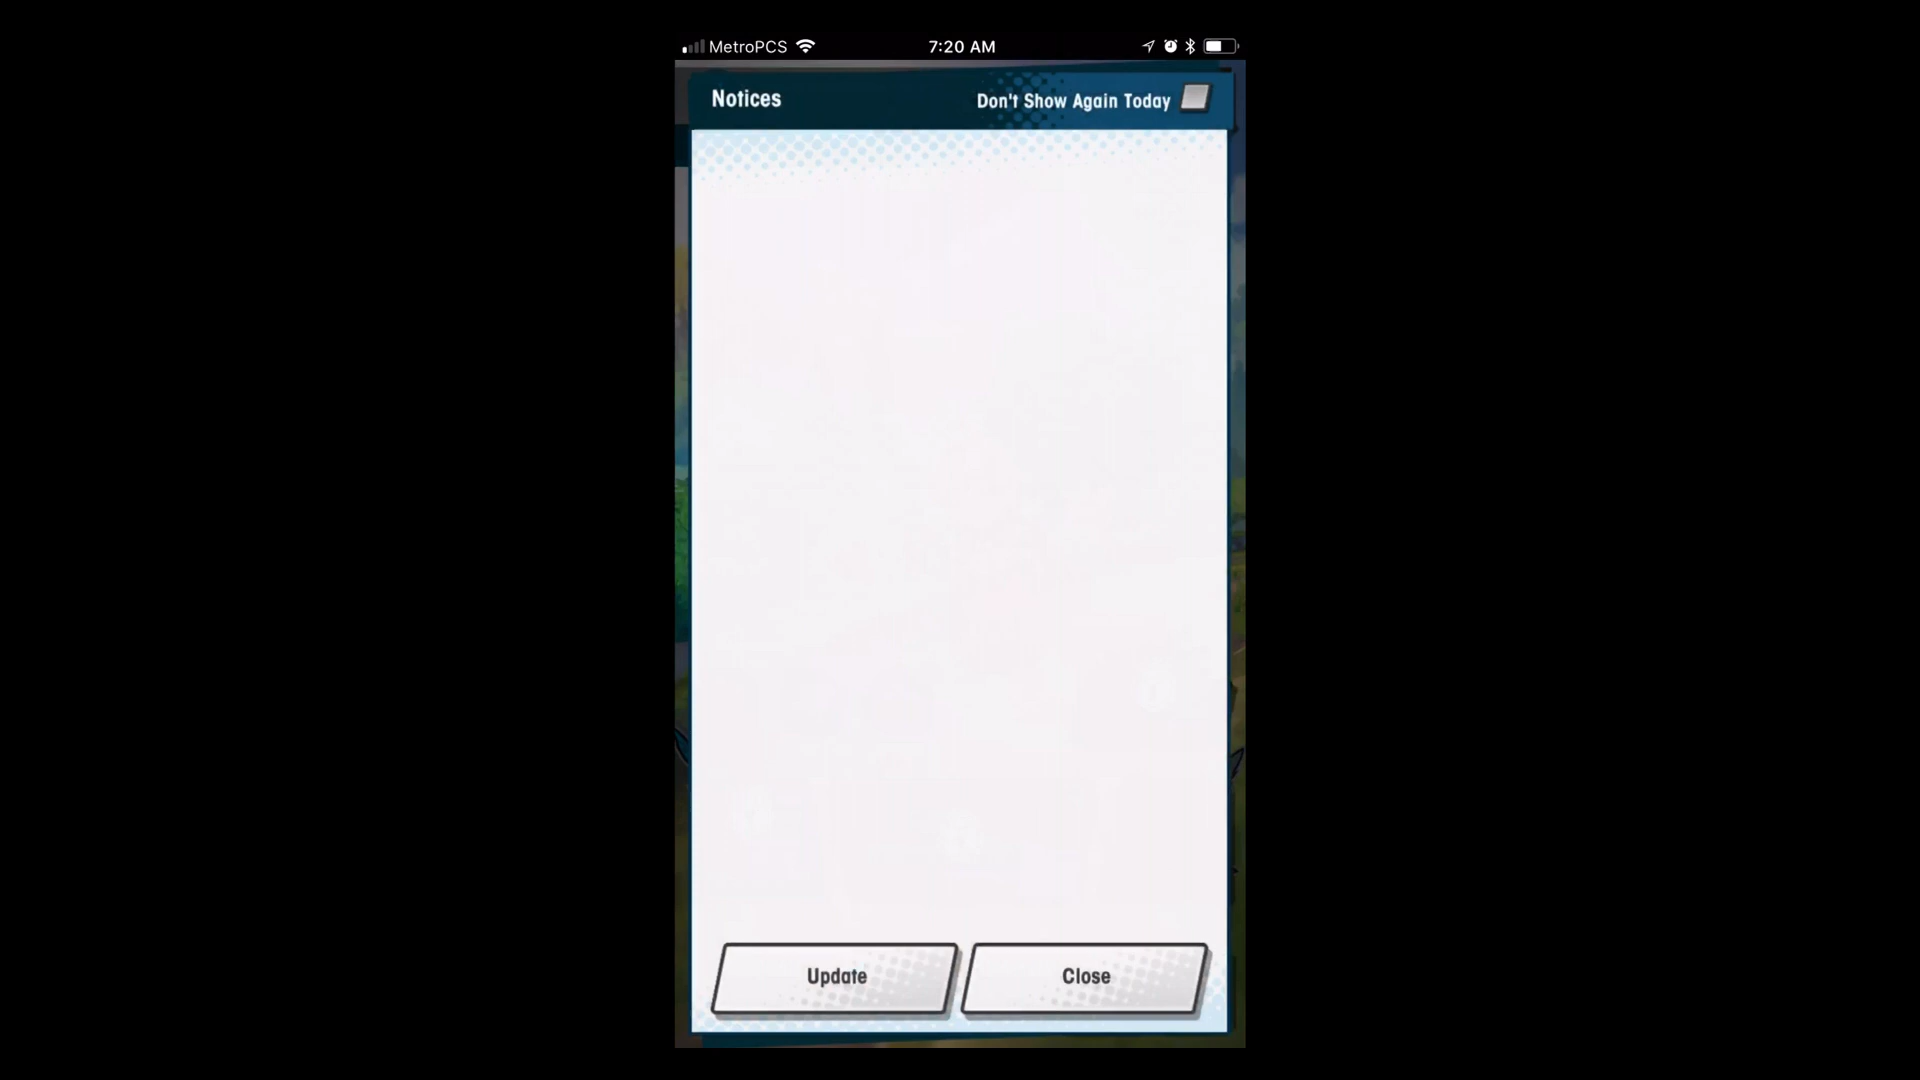 MetroPCS
7:20 AM
Notices
Don't Show Again Today
Update
Close